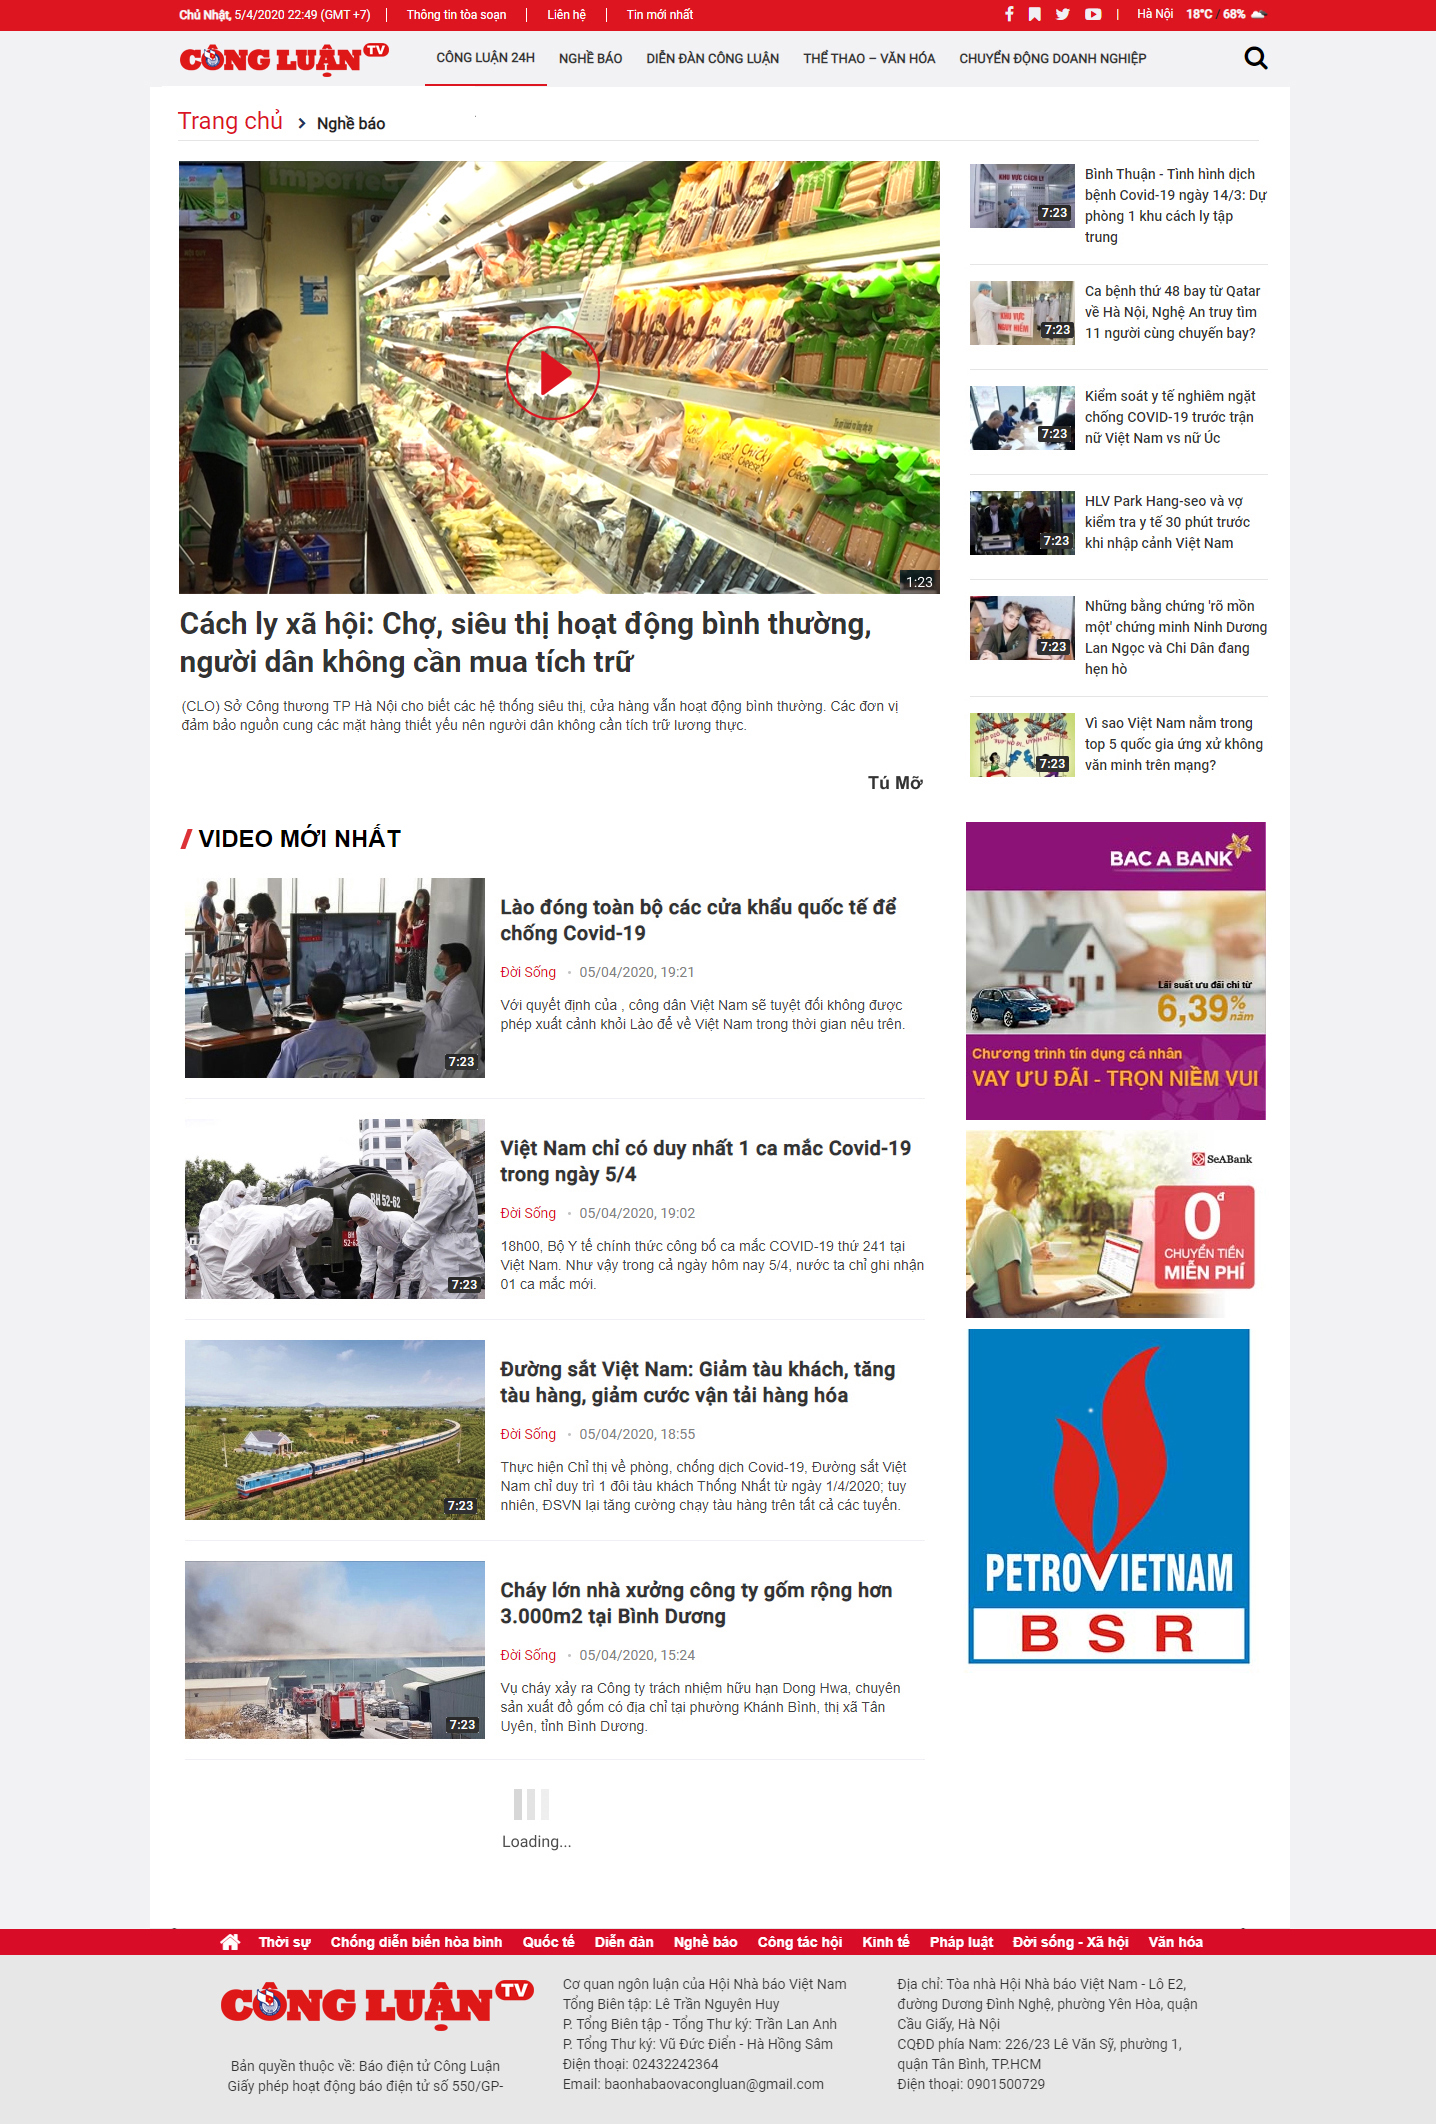 Chủ Nhật, 5/4/2020 22:49 (GMT +7) | Thông tin tòa soạn | Liên hệ | Tin mới nhất
| Hà Nội 18°C / 68%
CÔNG LUẬN TV
CÔNG LUẬN 24H NGHỀ BÁO DIỄN ĐÀN CÔNG LUẬN THỂ THAO – VĂN HÓA CHUYỂN ĐỘNG DOANH NGHIỆP
Trang chủ > Nghề báo
imported
1:23
Cách ly xã hội: Chợ, siêu thị hoạt động bình thường,
người dân không cần mua tích trữ
(CLO) Sở Công thương TP Hà Nội cho biết các hệ thống siêu thị, cửa hàng vẫn hoạt động bình thường. Các đơn vị
đảm bảo nguồn cung các mặt hàng thiết yếu nên người dân không cần tích trữ lương thực.
Tú Mỡ
KHU VỰC CÁCH LY
7:23
Bình Thuận - Tình hình dịch
bệnh Covid-19 ngày 14/3: Dự
phòng 1 khu cách ly tập
trung
KHU VỰC
NGUY HIỂM
7:23
Ca bệnh thứ 48 bay từ Qatar
về Hà Nội, Nghệ An truy tìm
11 người cùng chuyến bay?
7:23
Kiểm soát y tế nghiêm ngặt
chống COVID-19 trước trận
nữ Việt Nam vs nữ Úc
7:23
HLV Park Hang-seo và vợ
kiểm tra y tế 30 phút trước
khi nhập cảnh Việt Nam
7:23
Những bằng chứng 'rõ mồn
một' chứng minh Ninh Dương
Lan Ngọc và Chi Dân đang
hẹn hò
7:23
Vì sao Việt Nam nằm trong
top 5 quốc gia ứng xử không
văn minh trên mạng?
VIDEO MỚI NHẤT
7:23
Lào đóng toàn bộ các cửa khẩu quốc tế để
chống Covid-19
Đời Sống • 05/04/2020, 19:21
Với quyết định của , công dân Việt Nam sẽ tuyệt đối không được
phép xuất cảnh khỏi Lào để về Việt Nam trong thời gian nêu trên.
BH 52-62
BH
52-62
7:23
Việt Nam chỉ có duy nhất 1 ca mắc Covid-19
trong ngày 5/4
Đời Sống • 05/04/2020, 19:02
18h00, Bộ Y tế chính thức công bố ca mắc COVID-19 thứ 241 tại
Việt Nam. Như vậy trong cả ngày hôm nay 5/4, nước ta chỉ ghi nhận
01 ca mắc mới.
7:23
Đường sắt Việt Nam: Giảm tàu khách, tăng
tàu hàng, giảm cước vận tải hàng hóa
Đời Sống • 05/04/2020, 18:55
Thực hiện Chỉ thị về phòng, chống dịch Covid-19, Đường sắt Việt
Nam chỉ duy trì 1 đôi tàu khách Thống Nhất từ ngày 1/4/2020; tuy
nhiên, ĐSVN lại tăng cường chạy tàu hàng trên tất cả các tuyến.
7:23
Cháy lớn nhà xưởng công ty gốm rộng hơn
3.000m2 tại Bình Dương
Đời Sống • 05/04/2020, 15:24
Vụ cháy xảy ra Công ty trách nhiệm hữu hạn Dong Hwa, chuyên
sản xuất đồ gốm có địa chỉ tại phường Khánh Bình, thị xã Tân
Uyên, tỉnh Bình Dương.
Loading...
BAC A BANK
Lãi suất ưu đãi chỉ từ
6,39%
năm
Chương trình tín dụng cá nhân
VAY ƯU ĐÃI - TRỌN NIỀM VUI
SeABank
0đ
CHUYỂN TIỀN
MIỄN PHÍ
PETROVIETNAM
BSR
Thời sự Chống diễn biến hòa bình Quốc tế Diễn đàn Nghề báo Công tác hội Kinh tế Pháp luật Đời sống - Xã hội Văn hóa
CÔNG LUẬN TV
Bản quyền thuộc về: Báo điện tử Công Luận
Giấy phép hoạt động báo điện tử số 550/GP-
Cơ quan ngôn luận của Hội Nhà báo Việt Nam
Tổng Biên tập: Lê Trần Nguyên Huy
P. Tổng Biên tập - Tổng Thư ký: Trần Lan Anh
P. Tổng Thư ký: Vũ Đức Điển - Hà Hồng Sâm
Điện thoại: 02432242364
Email: baonhabaovacongluan@gmail.com
Địa chỉ: Tòa nhà Hội Nhà báo Việt Nam - Lô E2,
đường Dương Đình Nghệ, phường Yên Hòa, quận
Cầu Giấy, Hà Nội
CQĐD phía Nam: 226/23 Lê Văn Sỹ, phường 1,
quận Tân Bình, TP.HCM
Điện thoại: 0901500729